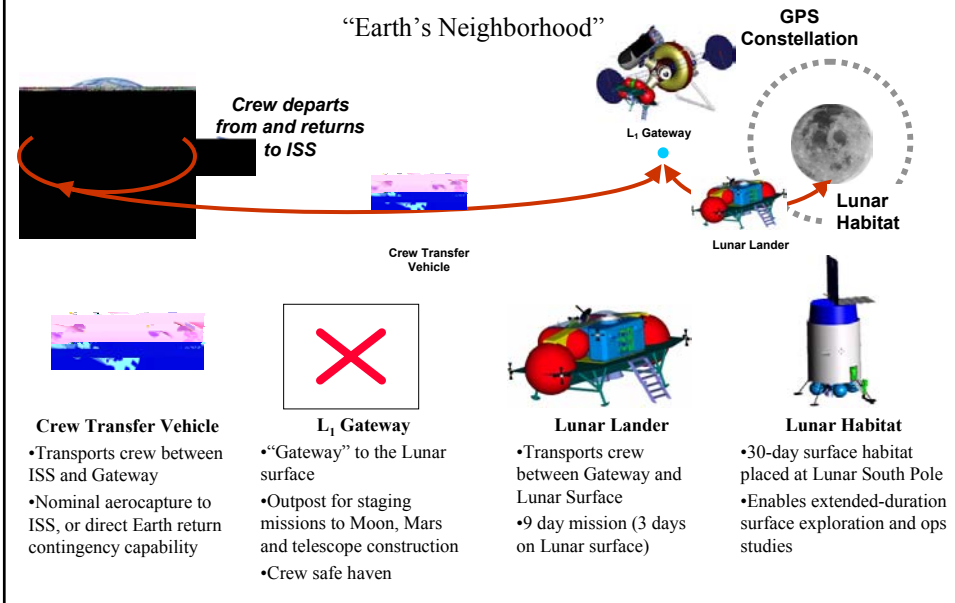 “Earth’s Neighborhood”
GPS
Constellation
Crew departs
from and returns
to ISS
L₁ Gateway
Lunar
Habitat
Lunar Lander
Crew Transfer
Vehicle
Crew Transfer Vehicle
•Transports crew between
ISS and Gateway
•Nominal aerocapture to
ISS, or direct Earth return
contingency capability
L₁ Gateway
•“Gateway” to the Lunar
surface
•Outpost for staging
missions to Moon, Mars
and telescope construction
•Crew safe haven
Lunar Lander
•Transports crew
between Gateway and
Lunar Surface
•9 day mission (3 days
on Lunar surface)
Lunar Habitat
•30-day surface habitat
placed at Lunar South Pole
•Enables extended-duration
surface exploration and ops
studies